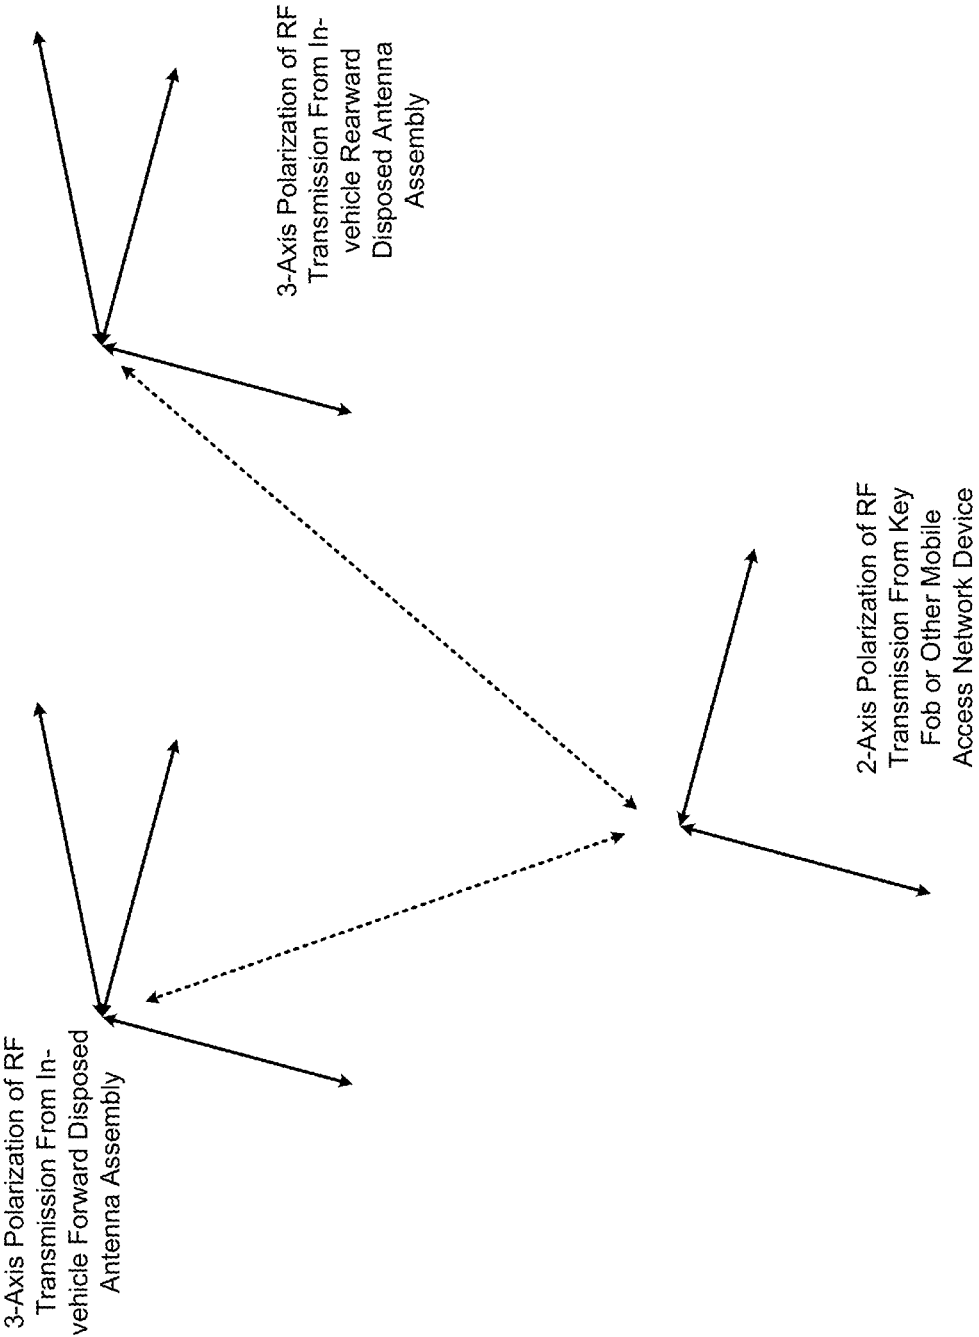 3-Axis Polarization of RF
Transmission From In-
vehicle Forward Disposed
Antenna Assembly
3-Axis Polarization of RF
Transmission From In-
vehicle Rearward
Disposed Antenna
Assembly
2-Axis Polarization of RF
Transmission From Key
Fob or Other Mobile
Access Network Device